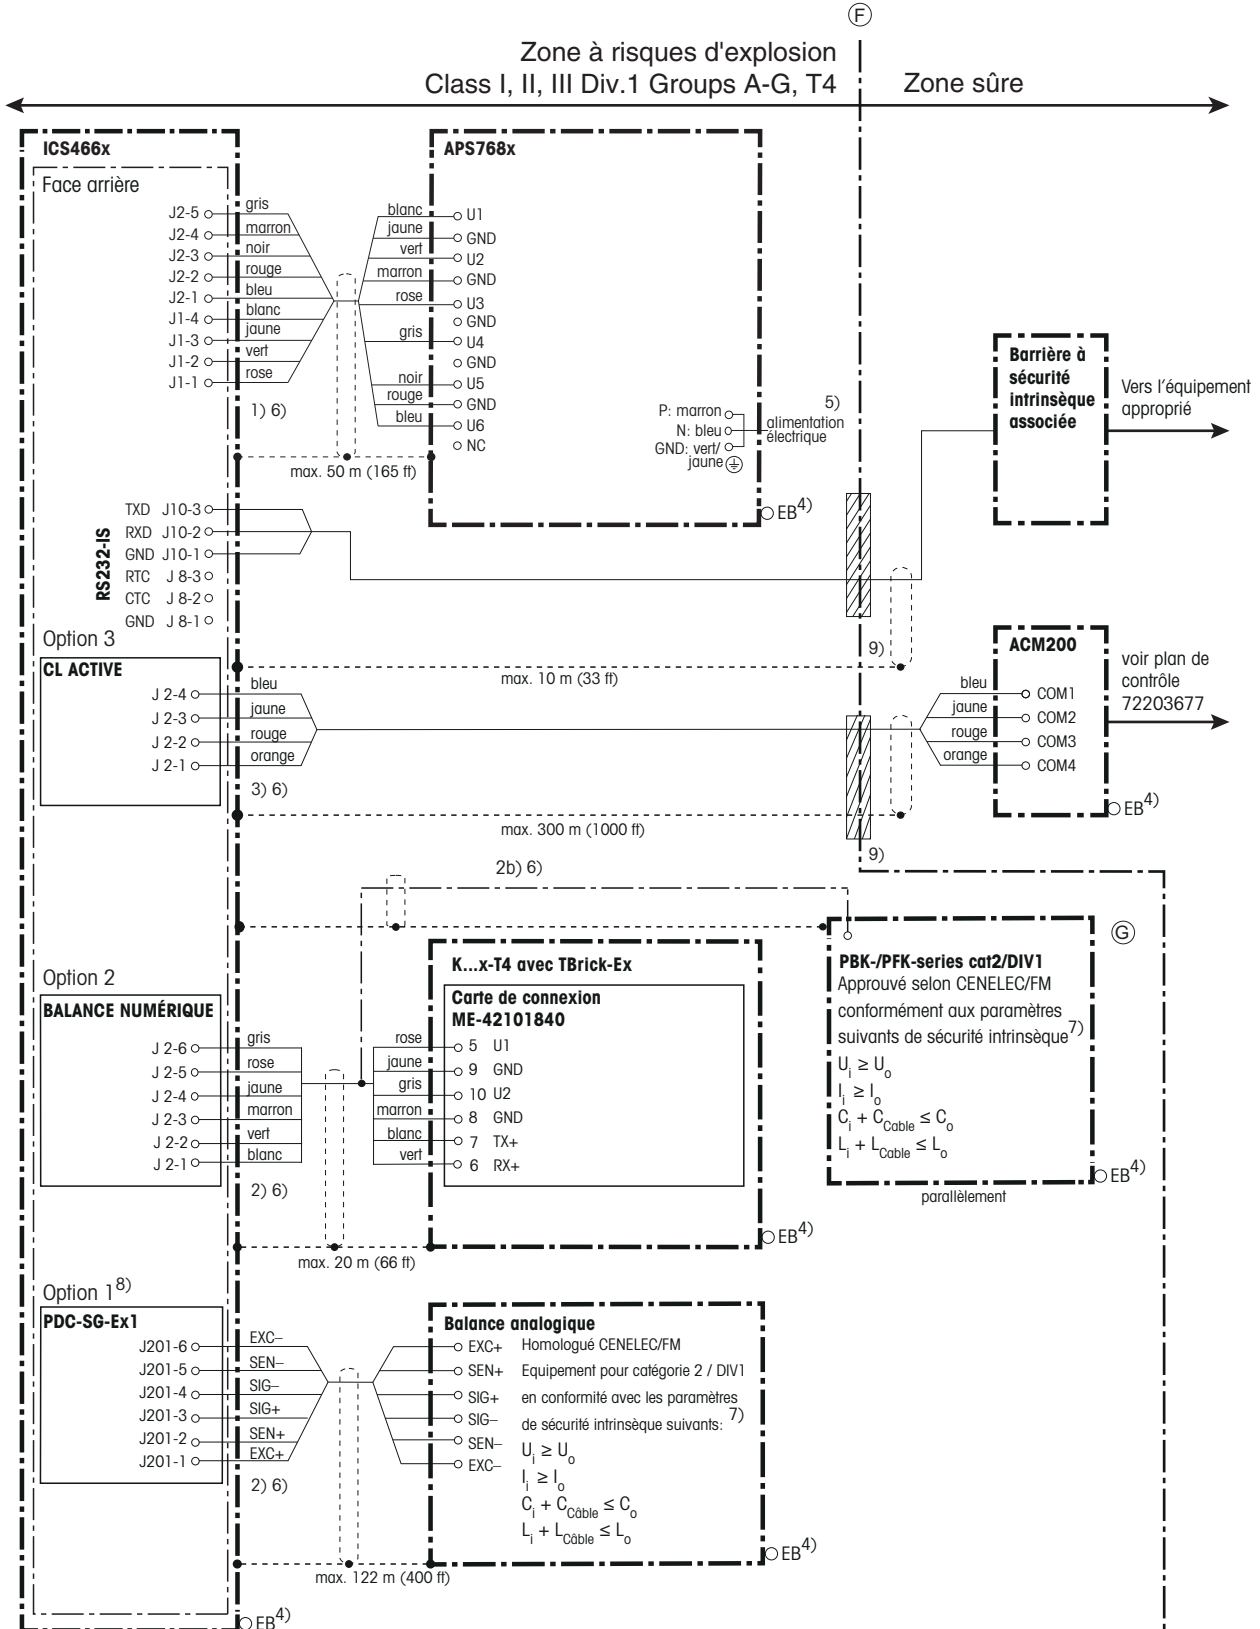 F
Zone à risques d'explosion
Class I, II, III Div.1 Groups A-G, T4
Zone sûre
ICS466x
Face arrière
J2-5 gris
J2-4 marron
J2-3 noir
J2-2 rouge
J2-1 bleu
J1-4 blanc
J1-3 jaune
J1-2 vert
J1-1 rose
1) 6)
max. 50 m (165 ft)
APS768x
blanc U1
jaune GND
vert U2
marron GND
rose U3
GND
gris U4
GND
noir U5
rouge GND
bleu U6
NC
P: marron
N: bleu
GND: vert/
jaune
5)
alimentation
électrique
EB4)
Barrière à
sécurité
intrinsèque
associée
Vers l'équipement
approprié
RS232-IS
TXD J10-3
RXD J10-2
GND J10-1
RTC J 8-3
CTC J 8-2
GND J 8-1
9)
max. 10 m (33 ft)
Option 3
CL ACTIVE
J 2-4 bleu
J 2-3 jaune
J 2-2 rouge
J 2-1 orange
3) 6)
max. 300 m (1000 ft)
9)
ACM200
bleu COM1
jaune COM2
rouge COM3
orange COM4
EB4)
voir plan de
contrôle
72203677
2b) 6)
Option 2
BALANCE NUMÉRIQUE
J 2-6 gris
J 2-5 rose
J 2-4 jaune
J 2-3 marron
J 2-2 vert
J 2-1 blanc
2) 6)
max. 20 m (66 ft)
K...x-T4 avec TBrick-Ex
Carte de connexion
ME-42101840
rose 5 U1
jaune 9 GND
gris 10 U2
marron 8 GND
blanc 7 TX+
vert 6 RX+
EB4)
G
PBK-/PFK-series cat2/DIV1
Approuvé selon CENELEC/FM
conformément aux paramètres
suivants de sécurité intrinsèque7)
Ui ≥ Uo
Ii ≥ Io
Ci + CCable ≤ Co
Li + LCable ≤ Lo
EB4)
parallèlement
Option 18)
PDC-SG-Ex1
J201-6 EXC–
J201-5 SEN–
J201-4 SIG–
J201-3 SIG+
J201-2 SEN+
J201-1 EXC+
2) 6)
max. 122 m (400 ft)
Balance analogique
EXC+ Homologué CENELEC/FM
SEN+ Equipement pour catégorie 2 / DIV1
SIG+ en conformité avec les paramètres
SIG– de sécurité intrinsèque suivants: 7)
SEN–
EXC–
Ui ≥ Uo
Ii ≥ Io
Ci + CCâble ≤ Co
Li + LCâble ≤ Lo
EB4)
EB4)